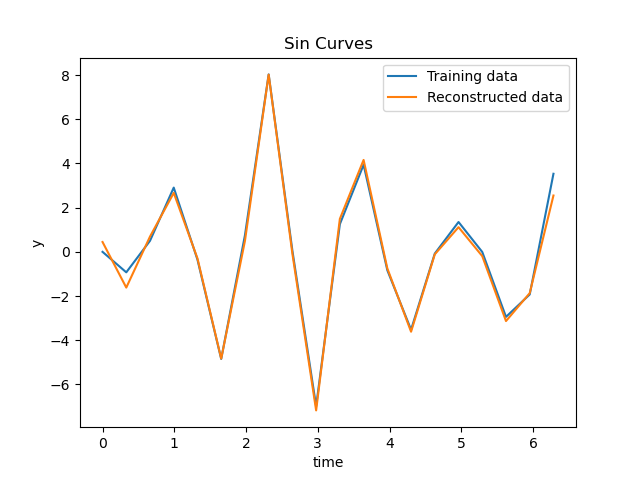 Sin Curves
Training data
Reconstructed data
y
8
6
4
2
0
−2
−4
−6
0 1 2 3 4 5 6
time